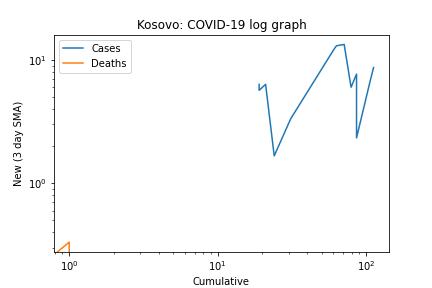 Kosovo: COVID-19 log graph
Cases
Deaths
New (3 day SMA)
10¹
10⁰
10⁰ 10¹ 10²
Cumulative